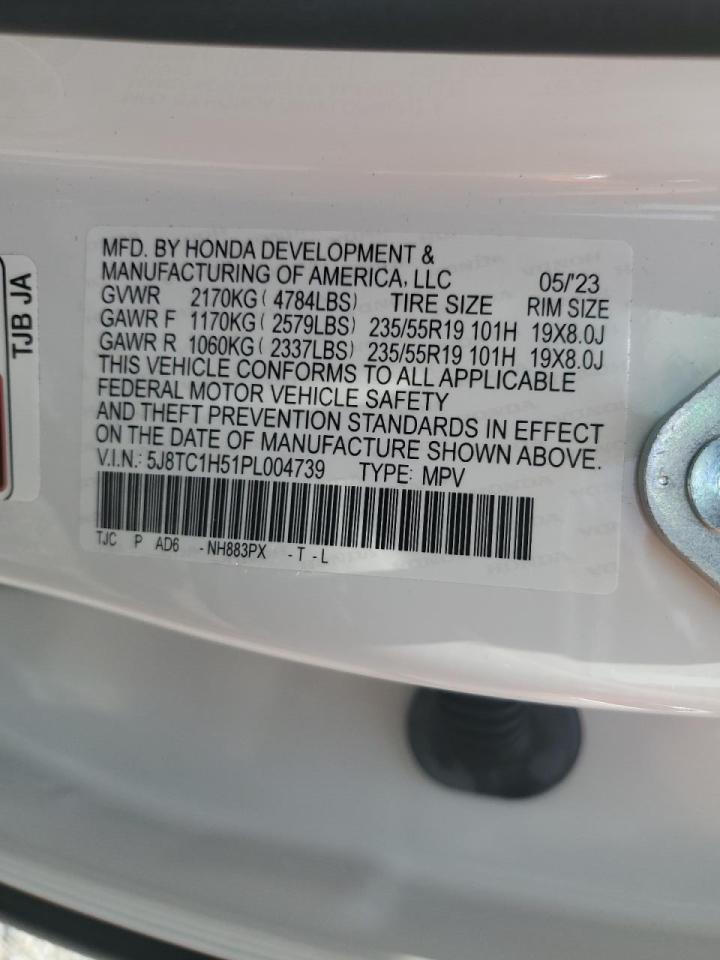 MFD. BY HONDA DEVELOPMENT &
MANUFACTURING OF AMERICA, LLC 05/'23
GVWR 2170KG ( 4784LBS) TIRE SIZE RIM SIZE
GAWR F 1170KG ( 2579LBS) 235/55R19 101H 19X8.0J
GAWR R 1060KG ( 2337LBS) 235/55R19 101H 19X8.0J
THIS VEHICLE CONFORMS TO ALL APPLICABLE
FEDERAL MOTOR VEHICLE SAFETY
AND THEFT PREVENTION STANDARDS IN EFFECT
ON THE DATE OF MANUFACTURE SHOWN ABOVE.
V.I.N.: 5J8TC1H51PL004739 TYPE: MPV
TJC P AD6 - NH883PX - T - L
TJB JA